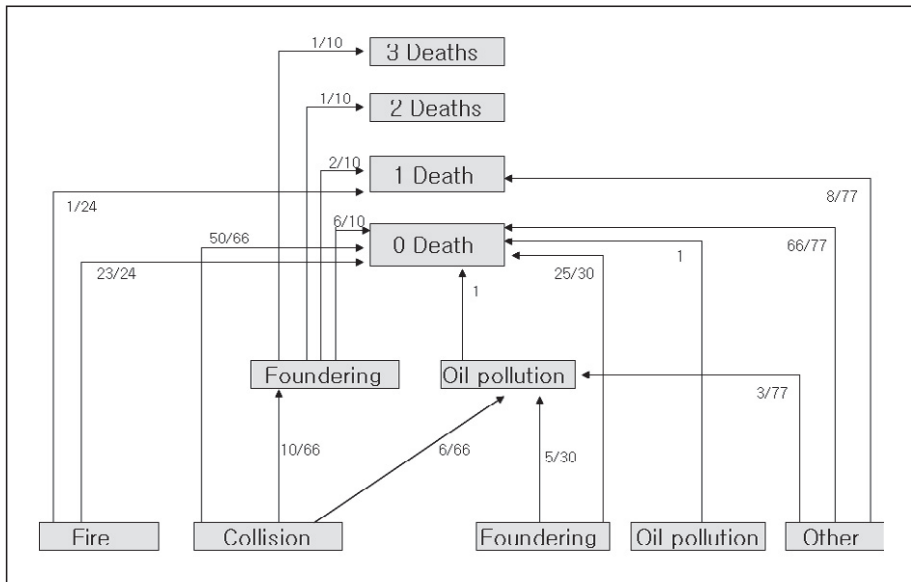 1/10
3 Deaths
1/10
2 Deaths
2/10
1 Death
1/24
8/77
6/10
50/66
0 Death
66/77
1
23/24
25/30
1
Foundering
Oil pollution
3/77
10/66
6/66
5/30
Fire
Collision
Foundering
Oil pollution
Other